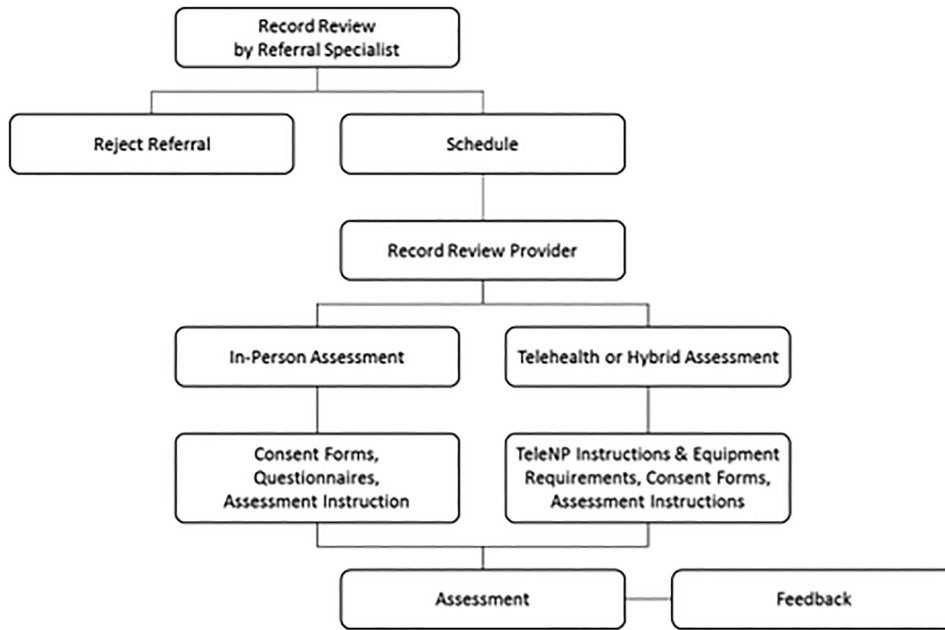 Record Review
by Referral Specialist
Reject Referral
Schedule
Record Review Provider
In-Person Assessment
Telehealth or Hybrid Assessment
Consent Forms,
Questionnaires,
Assessment Instruction
TeleNP Instructions & Equipment
Requirements, Consent Forms,
Assessment Instructions
Assessment
Feedback